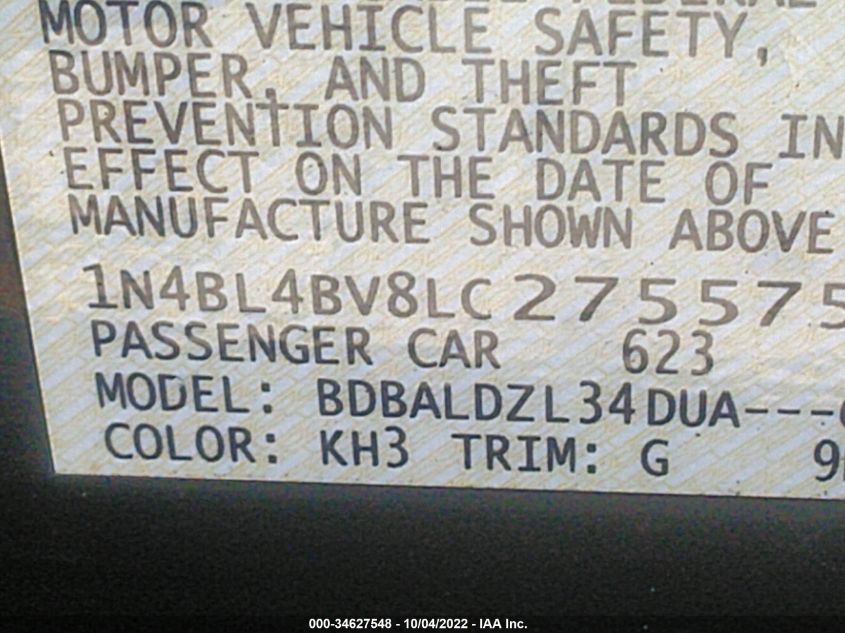 MOTOR VEHICLE SAFETY,
BUMPER, AND THEFT
PREVENTION STANDARDS IN
EFFECT ON THE DATE OF
MANUFACTURE SHOWN ABOVE
1N4BL4BV8LC275575
PASSENGER CAR 623
MODEL: BDBALDZL34DUA---
COLOR: KH3 TRIM: G 9
000-34627548 - 10/04/2022 - IAA Inc.